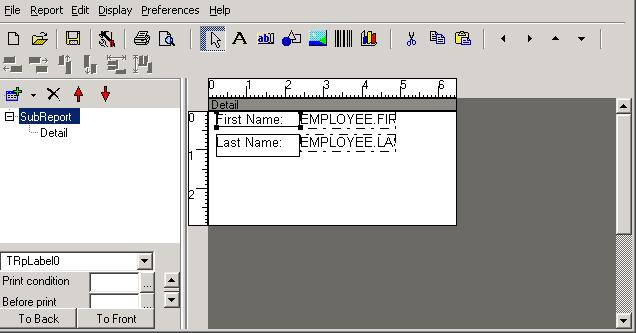 File Report Edit Display Preferences Help
A ab]
0 1 2 3 4 5 6
SubReport
Detail
Detail
0
First Name: EMPLOYEE.FIR
Last Name: EMPLOYEE.LA
1
2
TRpLabel0
Print condition ...
Before print ...
To Back To Front